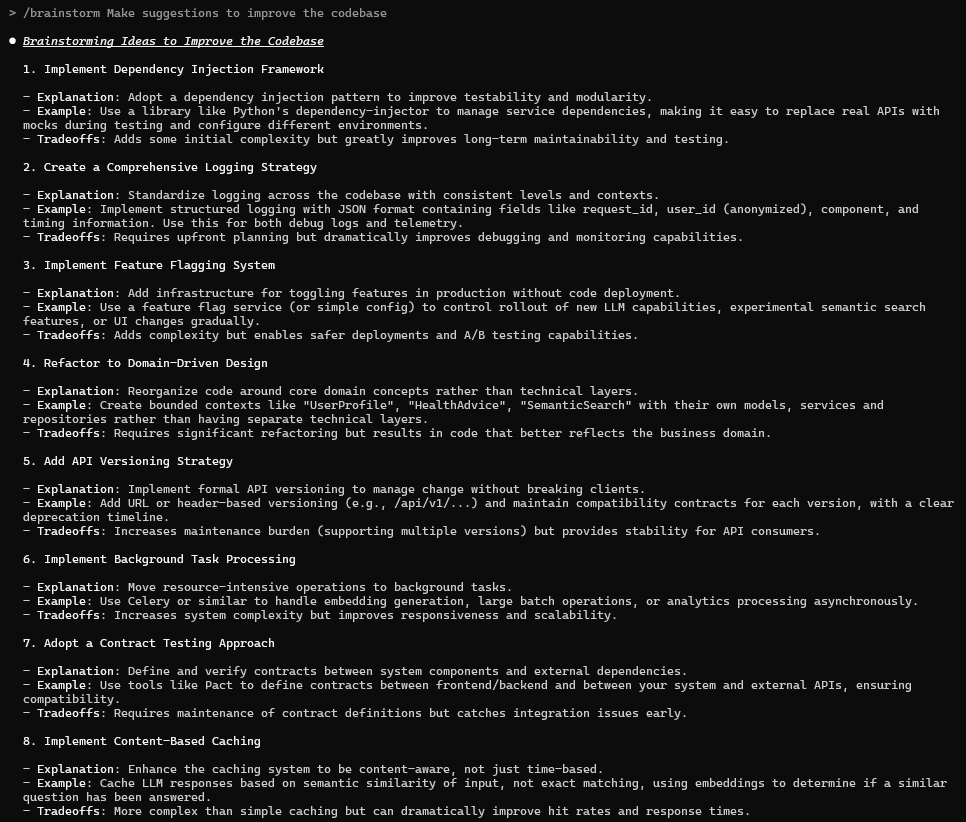 > /brainstorm Make suggestions to improve the codebase
● Brainstorming Ideas to Improve the Codebase
1. Implement Dependency Injection Framework
- Explanation: Adopt a dependency injection pattern to improve testability and modularity.
- Example: Use a library like Python's dependency-injector to manage service dependencies, making it easy to replace real APIs with
mocks during testing and configure different environments.
- Tradeoffs: Adds some initial complexity but greatly improves long-term maintainability and testing.
2. Create a Comprehensive Logging Strategy
- Explanation: Standardize logging across the codebase with consistent levels and contexts.
- Example: Implement structured logging with JSON format containing fields like request_id, user_id (anonymized), component, and
timing information. Use this for both debug logs and telemetry.
- Tradeoffs: Requires upfront planning but dramatically improves debugging and monitoring capabilities.
3. Implement Feature Flagging System
- Explanation: Add infrastructure for toggling features in production without code deployment.
- Example: Use a feature flag service (or simple config) to control rollout of new LLM capabilities, experimental semantic search
features, or UI changes gradually.
- Tradeoffs: Adds complexity but enables safer deployments and A/B testing capabilities.
4. Refactor to Domain-Driven Design
- Explanation: Reorganize code around core domain concepts rather than technical layers.
- Example: Create bounded contexts like "UserProfile", "HealthAdvice", "SemanticSearch" with their own models, services and
repositories rather than having separate technical layers.
- Tradeoffs: Requires significant refactoring but results in code that better reflects the business domain.
5. Add API Versioning Strategy
- Explanation: Implement formal API versioning to manage change without breaking clients.
- Example: Add URL or header-based versioning (e.g., /api/v1/...) and maintain compatibility contracts for each version, with a clear
deprecation timeline.
- Tradeoffs: Increases maintenance burden (supporting multiple versions) but provides stability for API consumers.
6. Implement Background Task Processing
- Explanation: Move resource-intensive operations to background tasks.
- Example: Use Celery or similar to handle embedding generation, large batch operations, or analytics processing asynchronously.
- Tradeoffs: Increases system complexity but improves responsiveness and scalability.
7. Adopt a Contract Testing Approach
- Explanation: Define and verify contracts between system components and external dependencies.
- Example: Use tools like Pact to define contracts between frontend/backend and between your system and external APIs, ensuring
compatibility.
- Tradeoffs: Requires maintenance of contract definitions but catches integration issues early.
8. Implement Content-Based Caching
- Explanation: Enhance the caching system to be content-aware, not just time-based.
- Example: Cache LLM responses based on semantic similarity of input, not exact matching, using embeddings to determine if a similar
question has been answered.
- Tradeoffs: More complex than simple caching but can dramatically improve hit rates and response times.